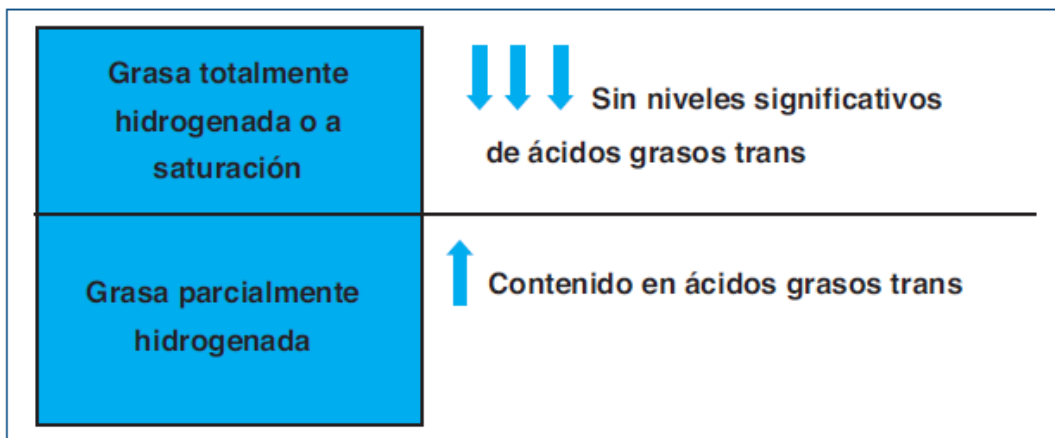 Grasa totalmente
hidrogenada o a
saturación
Sin niveles significativos
de ácidos grasos trans
Grasa parcialmente
hidrogenada
Contenido en ácidos grasos trans